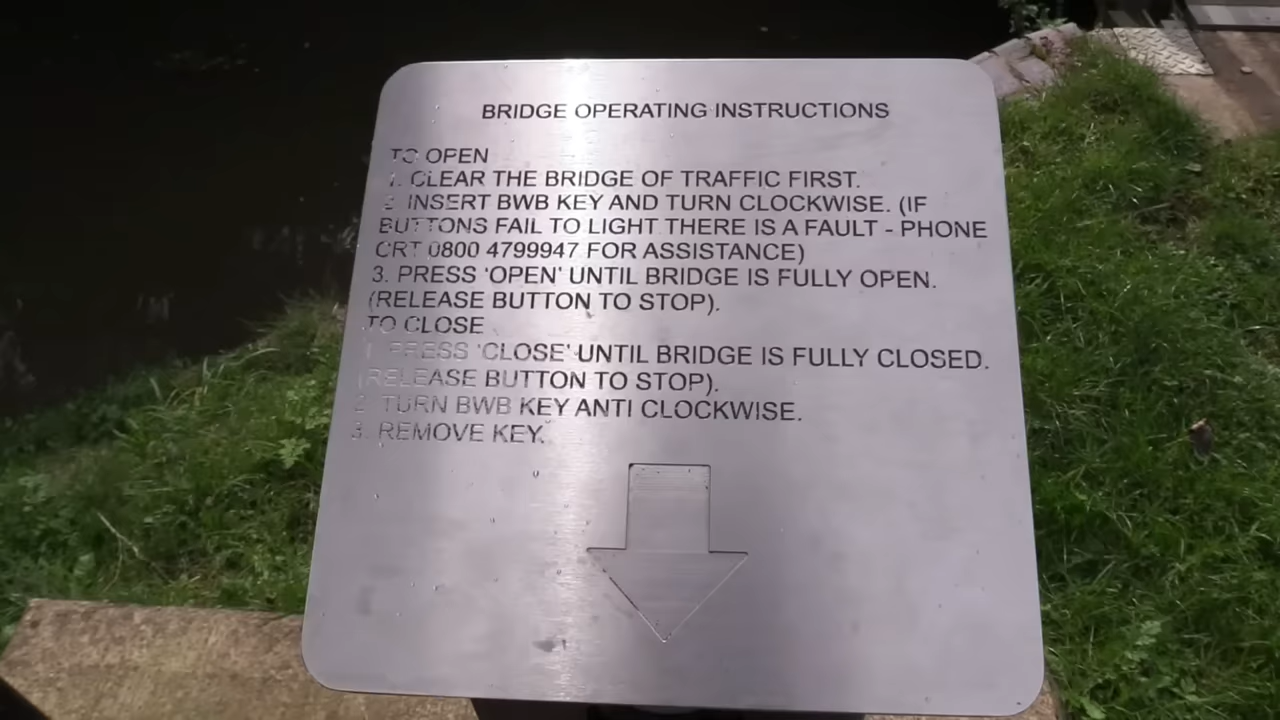 BRIDGE OPERATING INSTRUCTIONS
TO OPEN
1. CLEAR THE BRIDGE OF TRAFFIC FIRST.
2. INSERT BWB KEY AND TURN CLOCKWISE. (IF
BUTTONS FAIL TO LIGHT THERE IS A FAULT - PHONE
CRT 0800 4799947 FOR ASSISTANCE)
3. PRESS 'OPEN' UNTIL BRIDGE IS FULLY OPEN.
(RELEASE BUTTON TO STOP).
TO CLOSE
1. PRESS 'CLOSE' UNTIL BRIDGE IS FULLY CLOSED.
(RELEASE BUTTON TO STOP).
2. TURN BWB KEY ANTI CLOCKWISE.
3. REMOVE KEY.